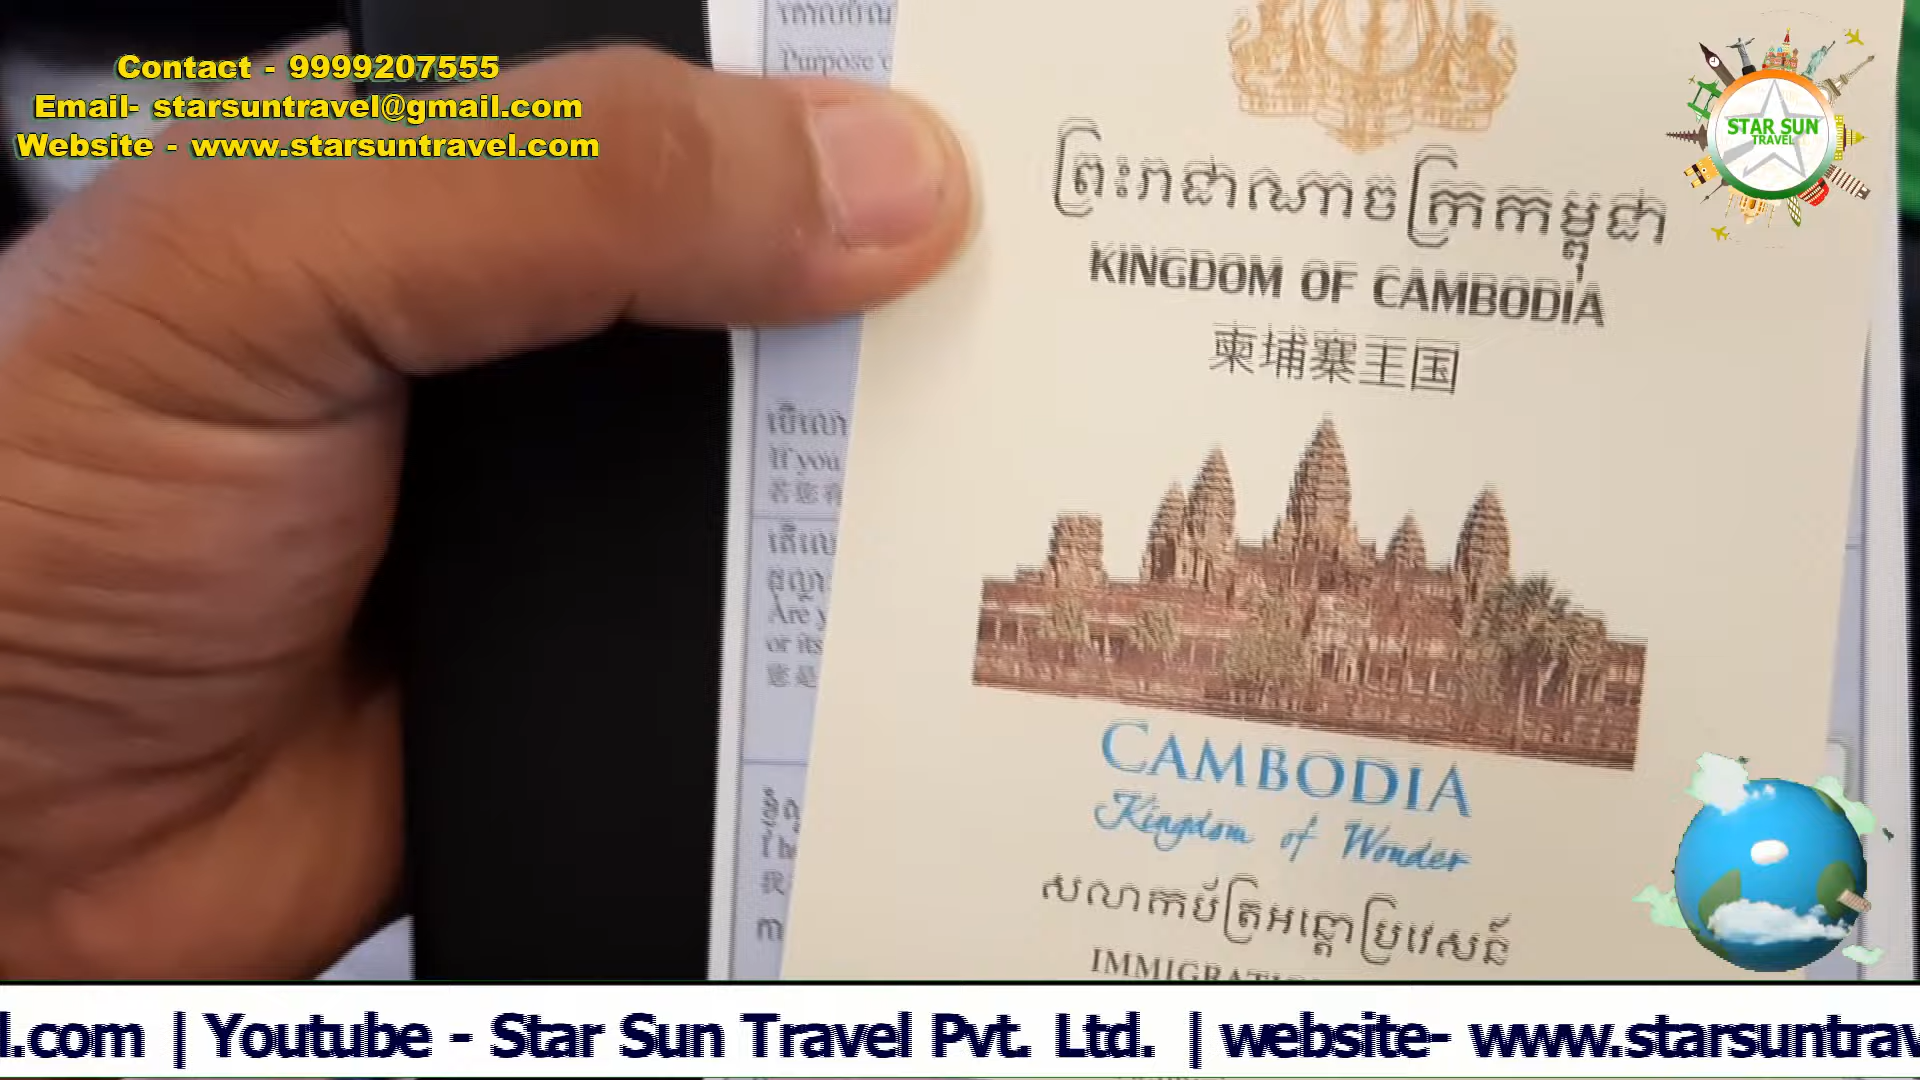 Contact - 9999207555
Email- starsuntravel@gmail.com
Website - www.starsuntravel.com
STAR SUN
TRAVEL
Purpose
ព្រះរាជាណាចក្រកម្ពុជា
KINGDOM OF CAMBODIA
柬埔寨王国
If you
Are y
or its
CAMBODIA
Kingdom of Wonder
សលាកប័ត្រអន្តោប្រវេសន៍
IMMIGRATION
l.com | Youtube - Star Sun Travel Pvt. Ltd. | website- www.starsuntrav